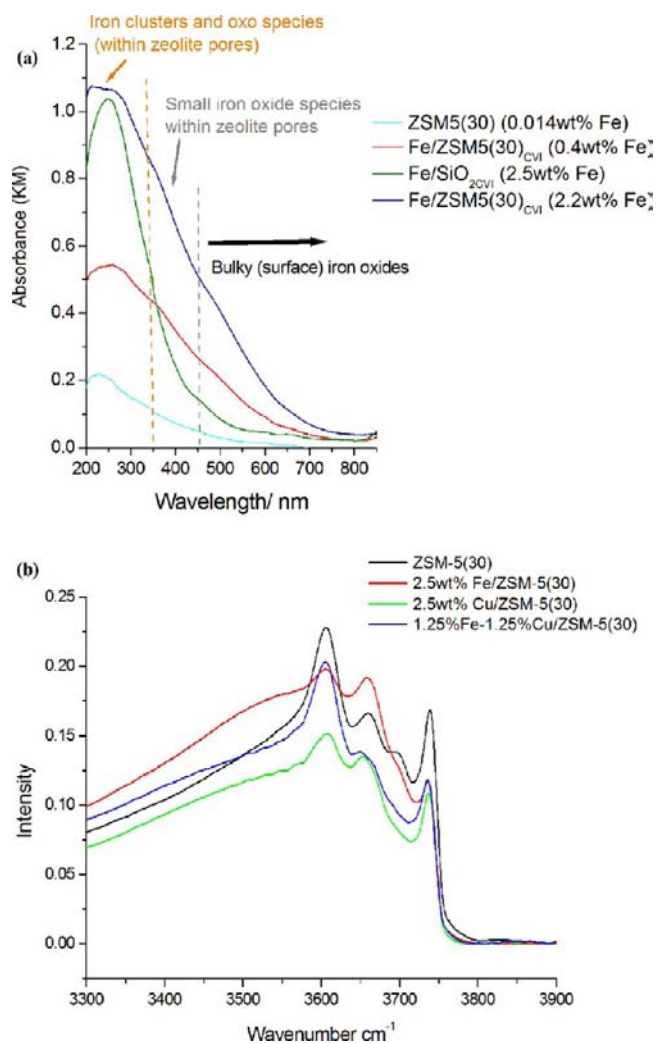 Iron clusters and oxo species
(within zeolite pores)
(a)
1.2
1.0
0.8
0.6
0.4
0.2
0.0
Absorbance (KM)
Small iron oxide species
within zeolite pores
Bulky (surface) iron oxides
ZSM5(30) (0.014wt% Fe)
Fe/ZSM5(30)CVI (0.4wt% Fe)
Fe/SiO2CVI (2.5wt% Fe)
Fe/ZSM5(30)CVI (2.2wt% Fe)
200 300 400 500 600 700 800
Wavelength/ nm
(b)
0.25
0.20
0.15
0.10
0.05
0.00
Intensity
ZSM-5(30)
2.5wt% Fe/ZSM-5(30)
2.5wt% Cu/ZSM-5(30)
1.25%Fe-1.25%Cu/ZSM-5(30)
3300 3400 3500 3600 3700 3800 3900
Wavenumber cm-1